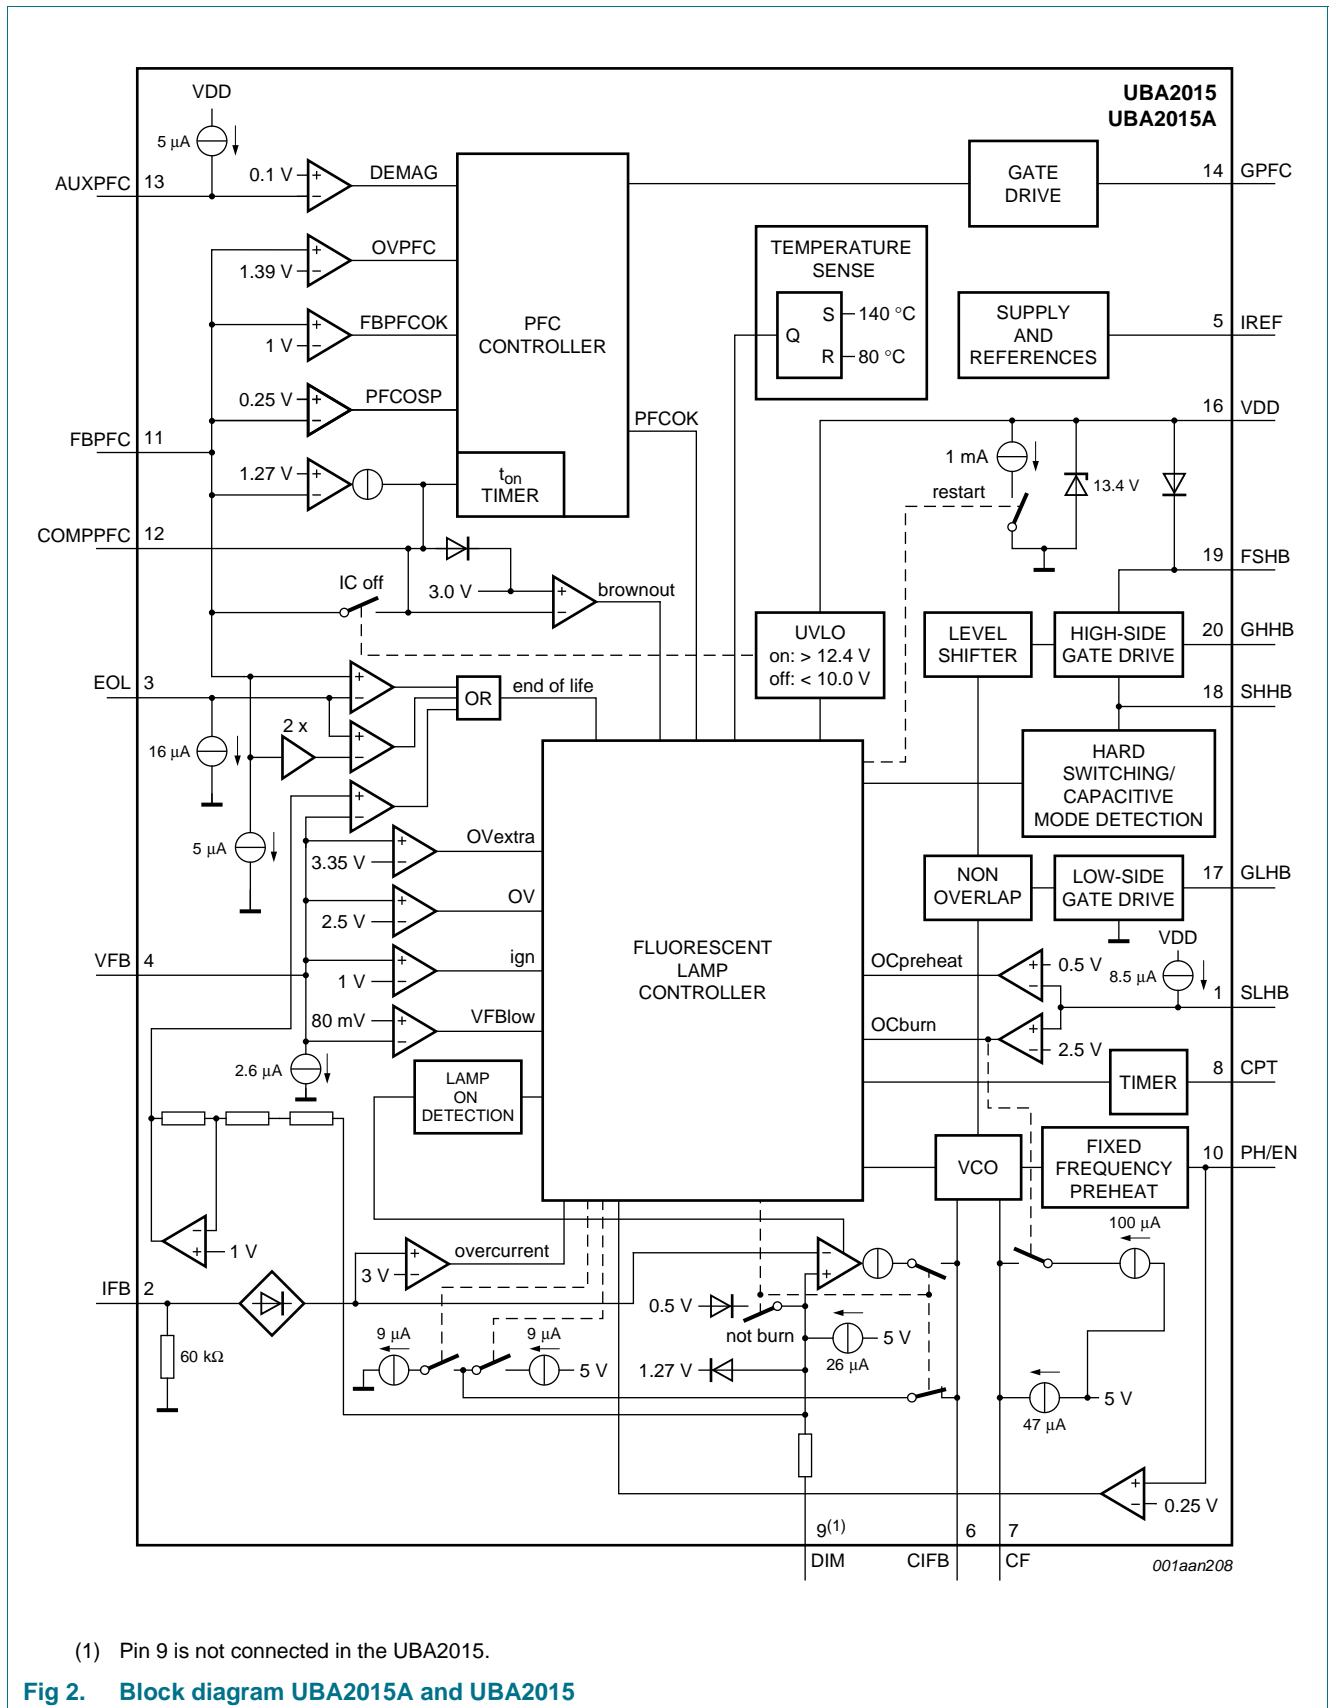 UBA2015
UBA2015A
VDD
5 µA
AUXPFC 13
0.1 V
DEMAG
OVPFC
1.39 V
FBPFCOK
1 V
0.25 V
PFCOSP
FBPFC 11
1.27 V
ton
TIMER
PFC
CONTROLLER
PFCOK
COMPPFC 12
IC off
3.0 V
brownout
GATE
DRIVE
14 GPFC
TEMPERATURE
SENSE
S
140 °C
Q
R
80 °C
SUPPLY
AND
REFERENCES
5 IREF
16 VDD
1 mA
13.4 V
restart
19 FSHB
UVLO
on: > 12.4 V
off: < 10.0 V
LEVEL
SHIFTER
HIGH-SIDE
GATE DRIVE
20 GHHB
18 SHHB
HARD
SWITCHING/
CAPACITIVE
MODE DETECTION
EOL 3
OR
end of life
2 x
16 µA
5 µA
OVextra
3.35 V
OV
2.5 V
ign
1 V
VFB 4
80 mV
VFBlow
2.6 µA
LAMP
ON
DETECTION
FLUORESCENT
LAMP
CONTROLLER
NON
OVERLAP
LOW-SIDE
GATE DRIVE
17 GLHB
VDD
OCpreheat
0.5 V
8.5 µA
1 SLHB
OCburn
2.5 V
TIMER
8 CPT
VCO
FIXED
FREQUENCY
PREHEAT
10 PH/EN
100 µA
1 V
overcurrent
3 V
IFB 2
60 kΩ
9 µA
9 µA
5 V
0.5 V
not burn
5 V
26 µA
1.27 V
5 V
47 µA
0.25 V
9(1)
6
7
DIM
CIFB
CF
001aan208
(1) Pin 9 is not connected in the UBA2015.
Fig 2. Block diagram UBA2015A and UBA2015